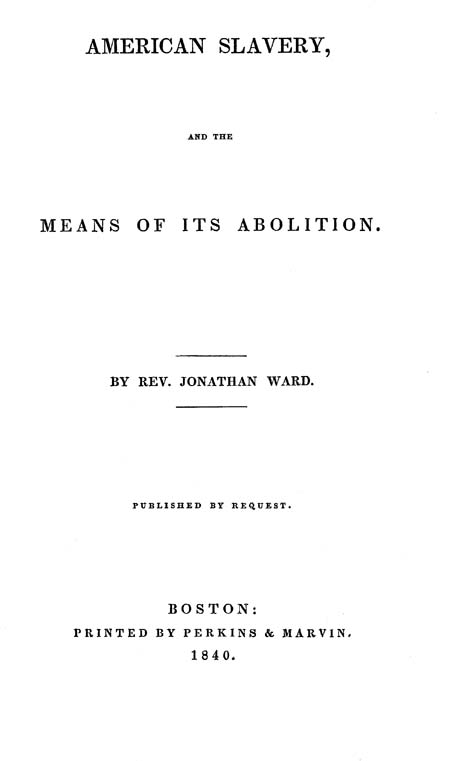 AMERICAN SLAVERY,
AND THE
MEANS OF ITS ABOLITION.
BY REV. JONATHAN WARD.
PUBLISHED BY REQUEST.
BOSTON:
PRINTED BY PERKINS & MARVIN.
1840.